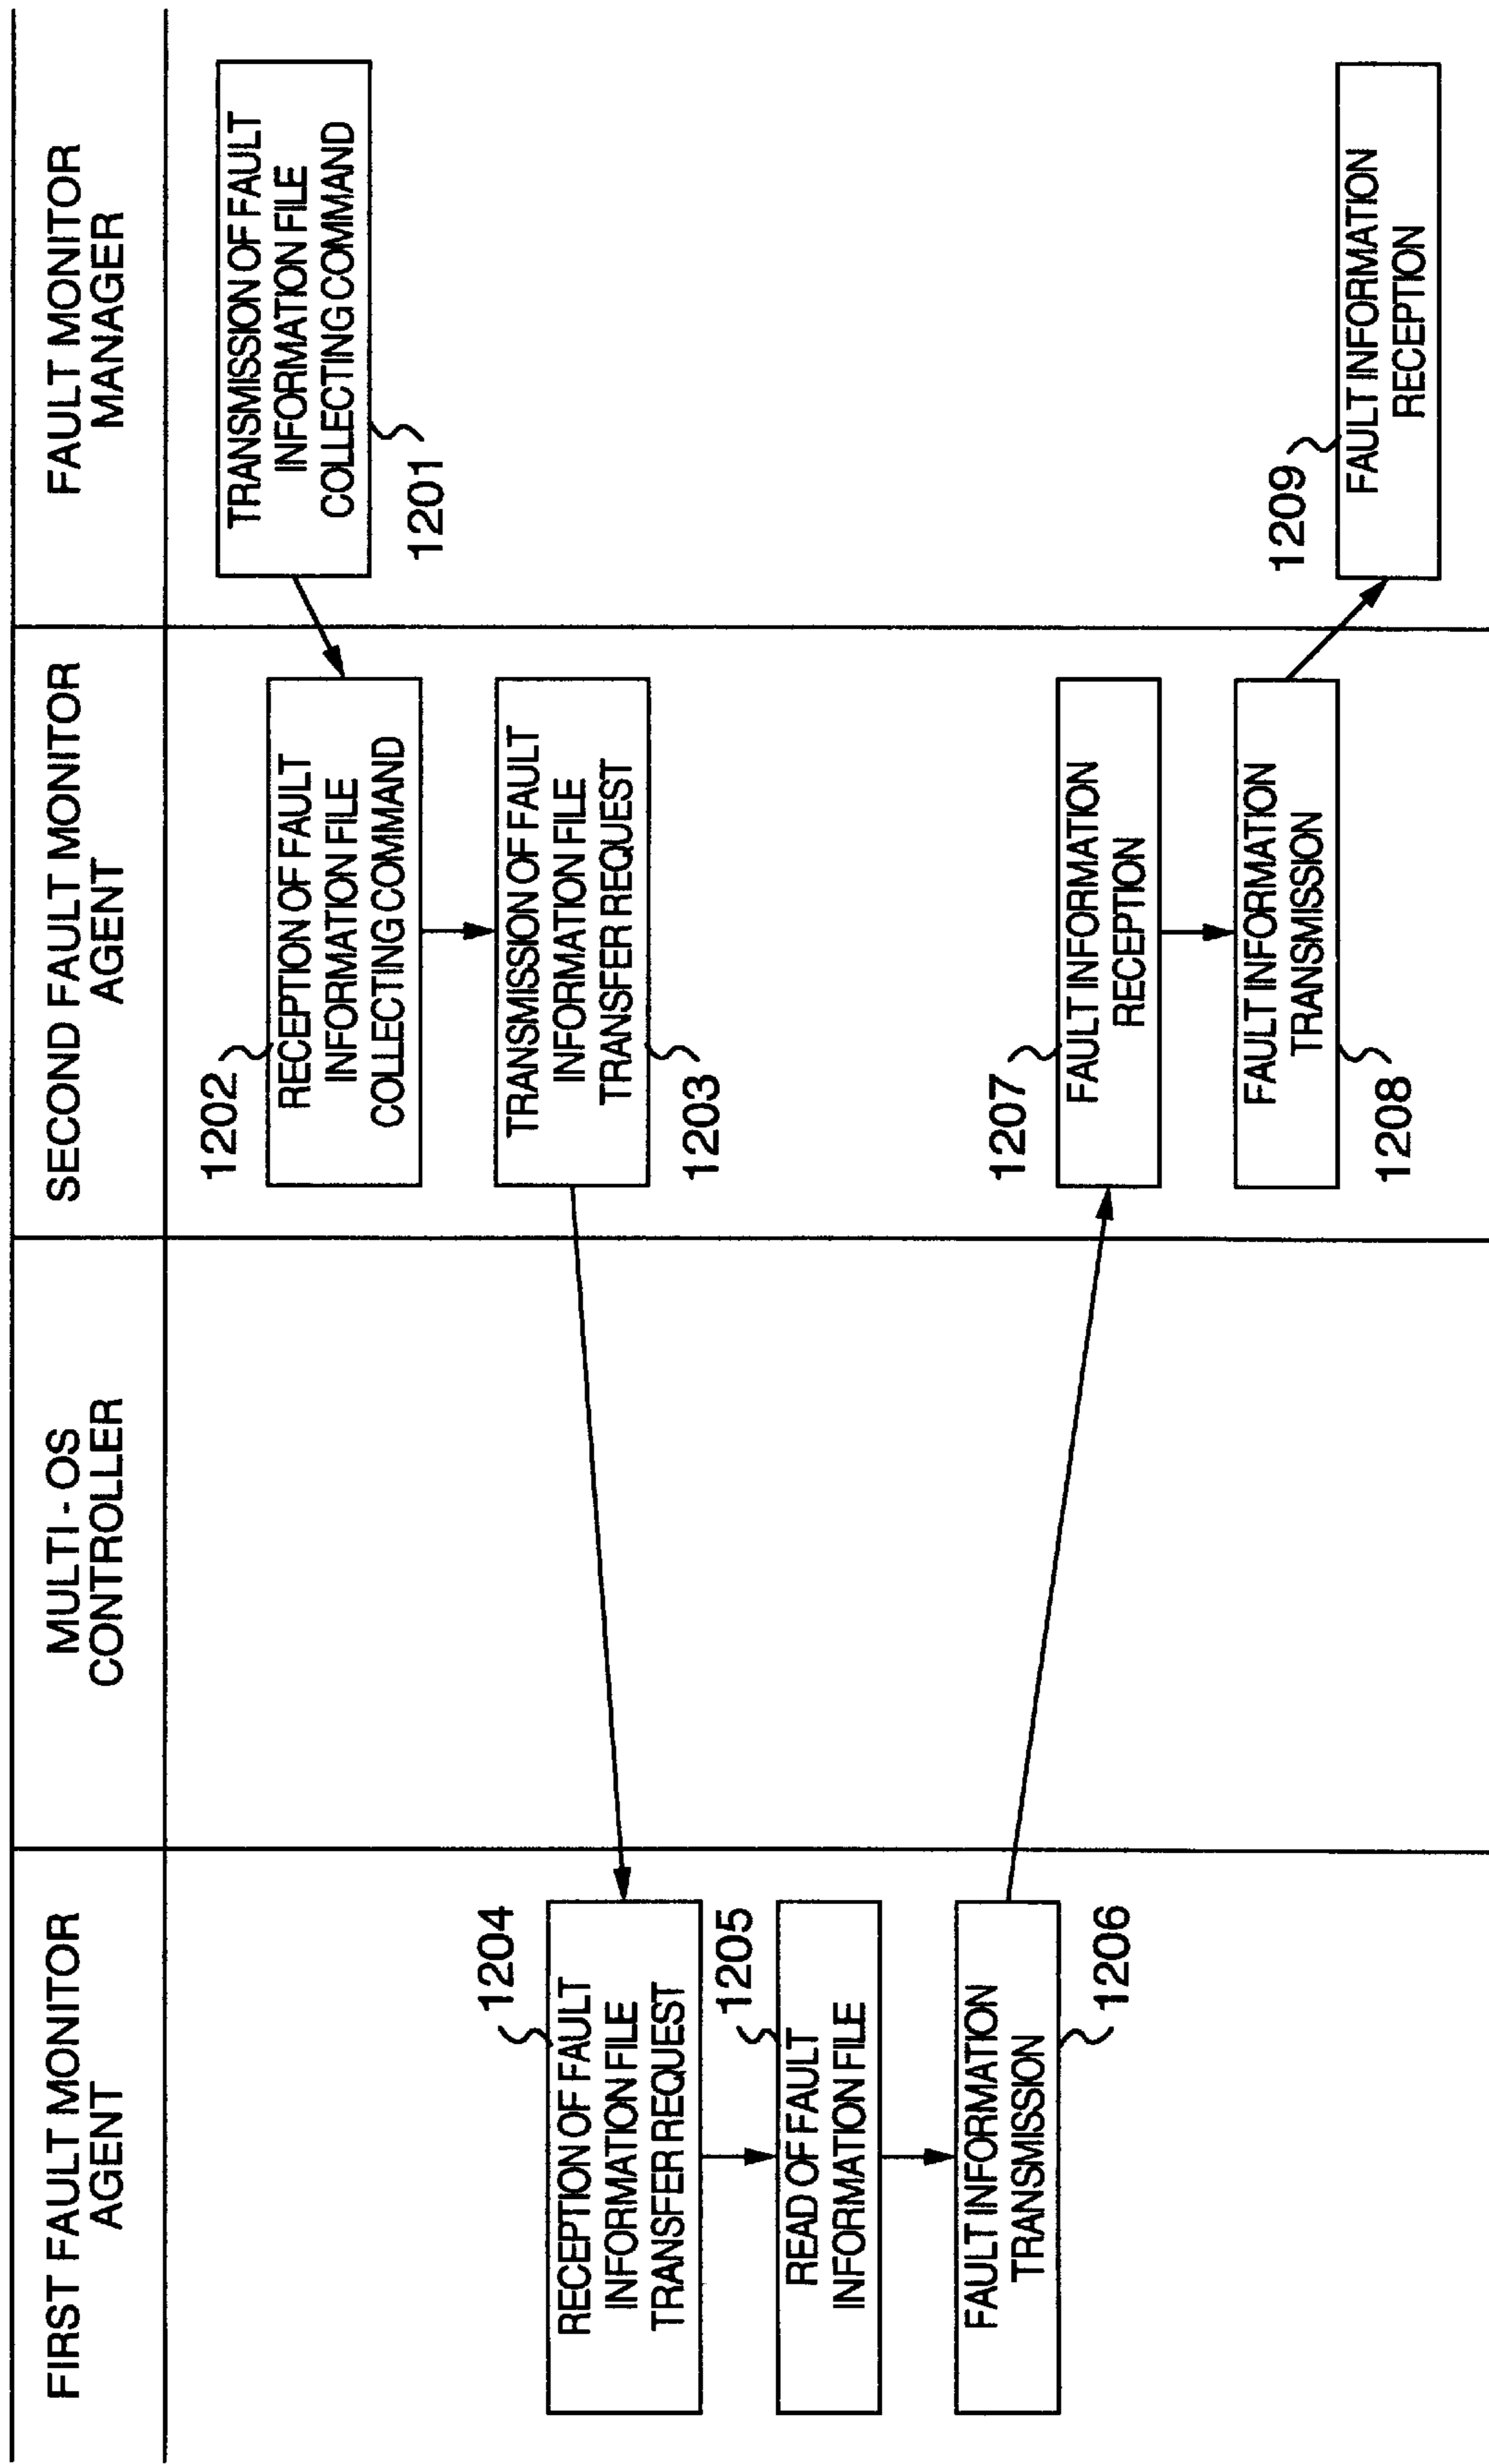 FIRST FAULT MONITOR
AGENT
MULTI - OS
CONTROLLER
SECOND FAULT MONITOR
AGENT
FAULT MONITOR
MANAGER
TRANSMISSION OF FAULT
INFORMATION FILE
COLLECTING COMMAND
1201
1202
RECEPTION OF FAULT
INFORMATION FILE
COLLECTING COMMAND
TRANSMISSION OF FAULT
INFORMATION FILE
TRANSFER REQUEST
1203
1204
RECEPTION OF FAULT
INFORMATION FILE
TRANSFER REQUEST
1205
READ OF FAULT
INFORMATION FILE
FAULT INFORMATION
TRANSMISSION
1206
1207
FAULT INFORMATION
RECEPTION
FAULT INFORMATION
TRANSMISSION
1208
1209
FAULT INFORMATION
RECEPTION